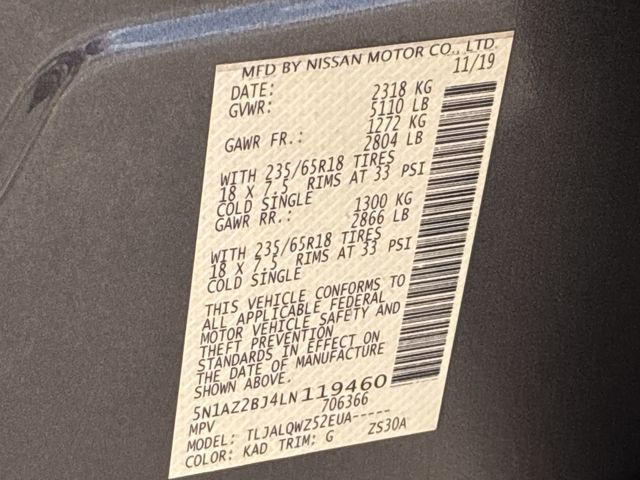 MFD BY NISSAN MOTOR CO., LTD.
DATE: 11/19
GVWR: 2318 KG
5110 LB
GAWR FR.: 1272 KG
2804 LB
WITH 235/65R18 TIRES
18 X 7.5 RIMS AT 33 PSI
COLD SINGLE
GAWR RR.: 1300 KG
2866 LB
WITH 235/65R18 TIRES
18 X 7.5 RIMS AT 33 PSI
COLD SINGLE
THIS VEHICLE CONFORMS TO
ALL APPLICABLE FEDERAL
MOTOR VEHICLE SAFETY AND
THEFT PREVENTION
STANDARDS IN EFFECT ON
THE DATE OF MANUFACTURE
SHOWN ABOVE.
5N1AZ2BJ4LN119460
MPV 706366
MODEL: TLJALQWZ52EUA-----
COLOR: KAD TRIM: G ZS30A